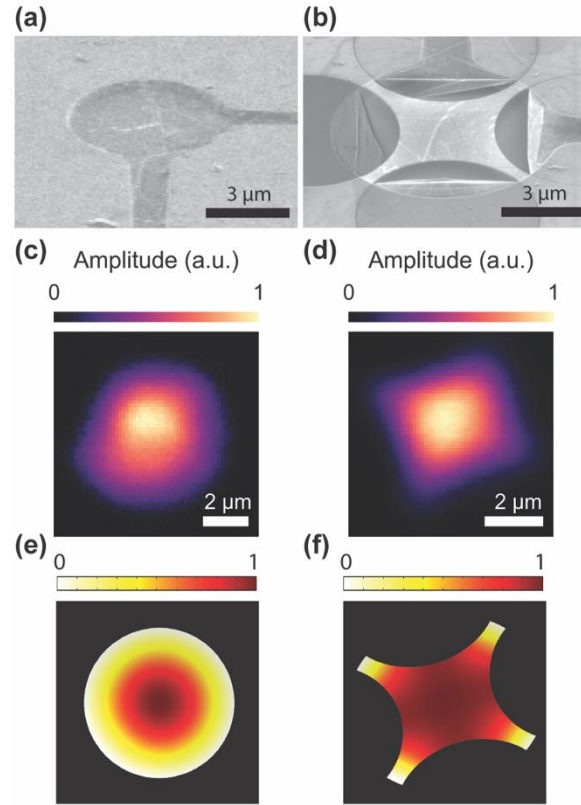 (a)
(b)
3 μm
3 μm
(c)
(d)
Amplitude (a.u.)
Amplitude (a.u.)
0 1
0 1
2 μm
2 μm
(e)
(f)
0 1
0 1